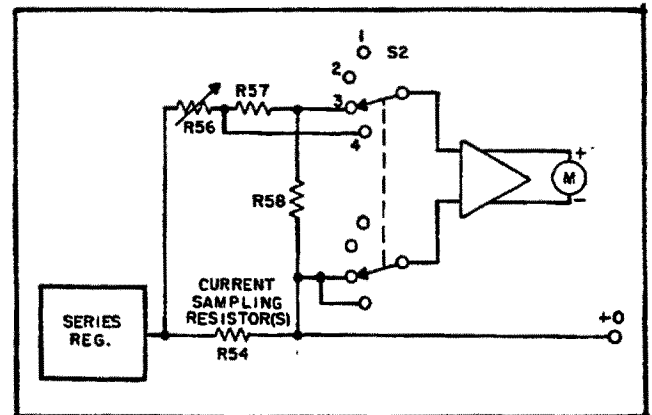 1
S2
2
R57
3
R56
4
+
M
-
R58
CURRENT
SAMPLING
RESISTOR(S)
SERIES
REG.
R54
+O